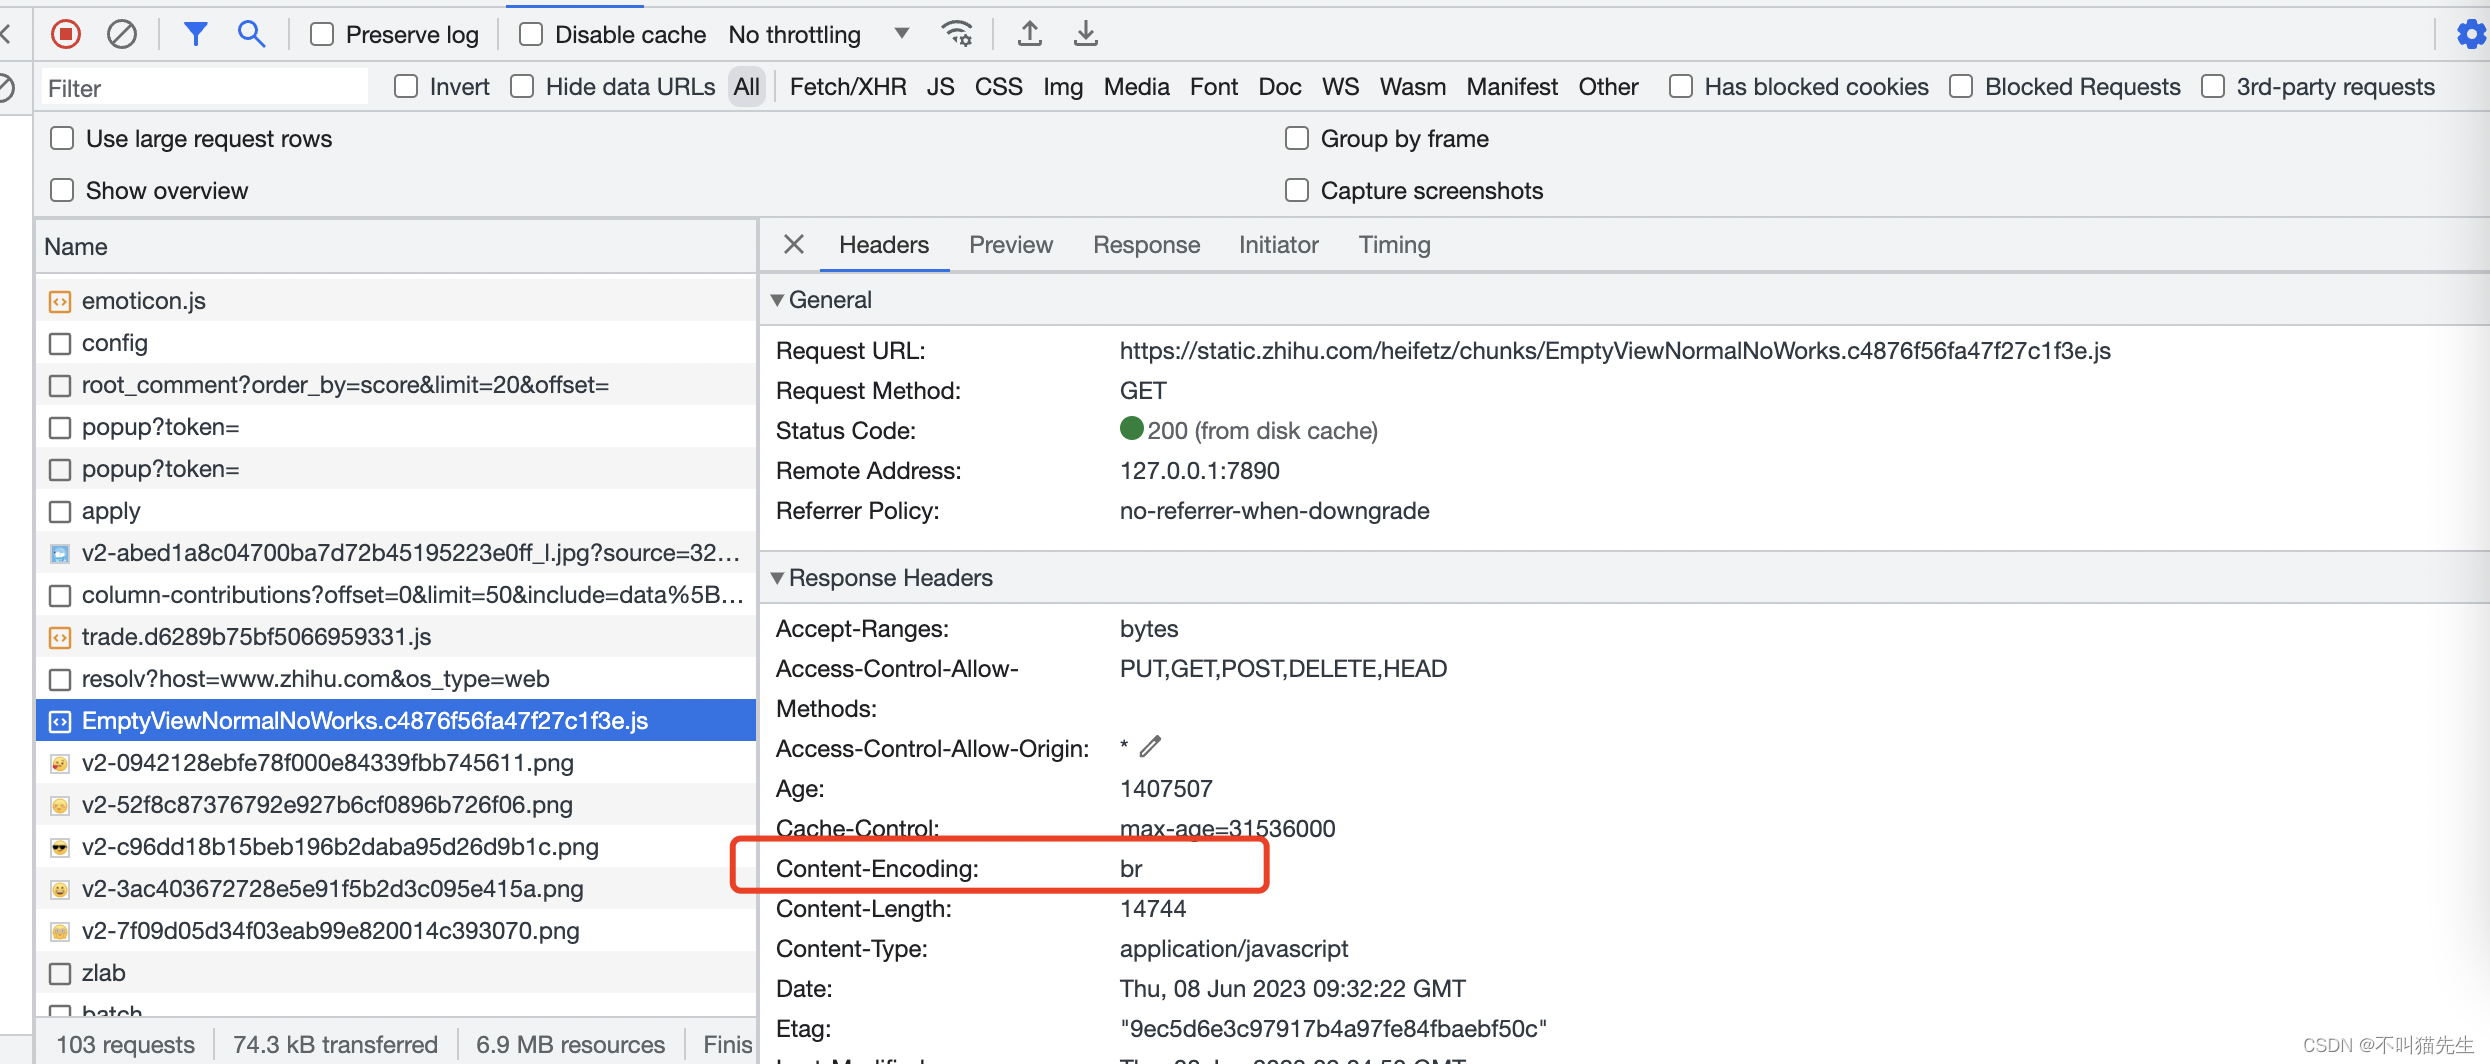 Preserve log Disable cache No throttling
Filter Invert Hide data URLs All Fetch/XHR JS CSS Img Media Font Doc WS Wasm Manifest Other Has blocked cookies Blocked Requests 3rd-party requests
Use large request rows Group by frame
Show overview Capture screenshots
Name
emoticon.js
config
root_comment?order_by=score&limit=20&offset=
popup?token=
popup?token=
apply
v2-abed1a8c04700ba7d72b45195223e0ff_l.jpg?source=32…
column-contributions?offset=0&limit=50&include=data%5B…
trade.d6289b75bf5066959331.js
resolv?host=www.zhihu.com&os_type=web
EmptyViewNormalNoWorks.c4876f56fa47f27c1f3e.js
v2-0942128ebfe78f000e84339fbb745611.png
v2-52f8c87376792e927b6cf0896b726f06.png
v2-c96dd18b15beb196b2daba95d26d9b1c.png
v2-3ac403672728e5e91f5b2d3c095e415a.png
v2-7f09d05d34f03eab99e820014c393070.png
zlab
batch
103 requests 74.3 kB transferred 6.9 MB resources Finis
Headers Preview Response Initiator Timing
General
Request URL: https://static.zhihu.com/heifetz/chunks/EmptyViewNormalNoWorks.c4876f56fa47f27c1f3e.js
Request Method: GET
Status Code: 200 (from disk cache)
Remote Address: 127.0.0.1:7890
Referrer Policy: no-referrer-when-downgrade
Response Headers
Accept-Ranges: bytes
Access-Control-Allow- PUT,GET,POST,DELETE,HEAD
Methods:
Access-Control-Allow-Origin: *
Age: 1407507
Cache-Control: max-age=31536000
Content-Encoding: br
Content-Length: 14744
Content-Type: application/javascript
Date: Thu, 08 Jun 2023 09:32:22 GMT
Etag: "9ec5d6e3c97917b4a97fe84fbaebf50c"
CSDN @不叫猫先生